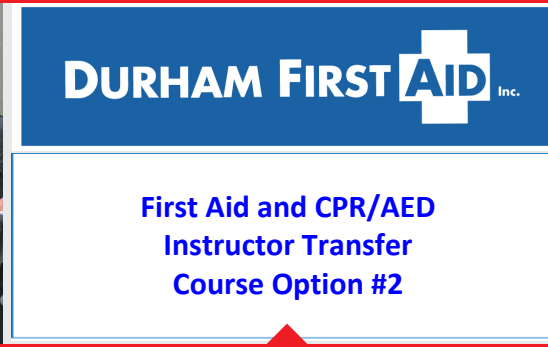 DURHAM FIRST AID Inc.
First Aid and CPR/AED
Instructor Transfer
Course Option #2